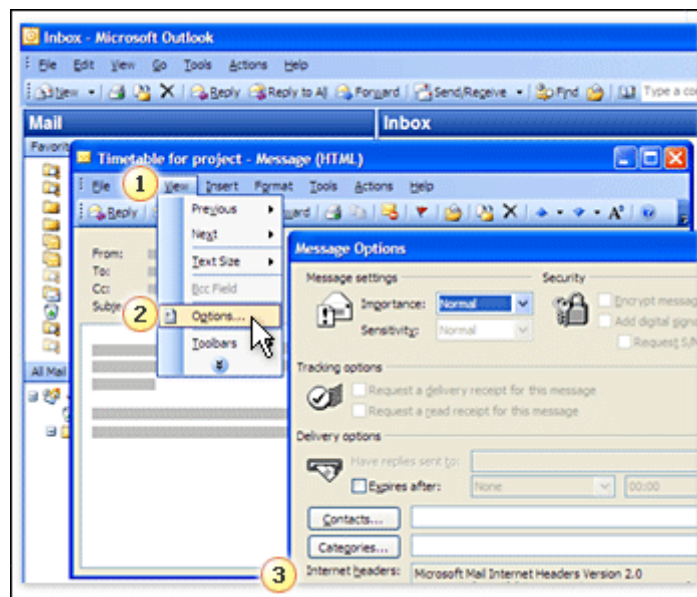 Inbox - Microsoft Outlook
File Edit View Go Tools Actions Help
New Reply Reply to All Forward Send/Receive Find Type a co
Mail Inbox
Favorit
Timetable for project - Message (HTML)
File 1 View Insert Format Tools Actions Help
Reply ward
Previous
Next
Text Size
Bcc Field
2 Options...
Toolbars
From:
To:
Cc:
Subje
All Mail
Message Options
Message settings Security
Importance: Normal Encrypt messag
Sensitivity: Normal Add digital signa
Request S/M
Tracking options
Request a delivery receipt for this message
Request a read receipt for this message
Delivery options
Have replies sent to:
Expires after: None 00:00
Contacts...
Categories...
3 Internet headers: Microsoft Mail Internet Headers Version 2.0